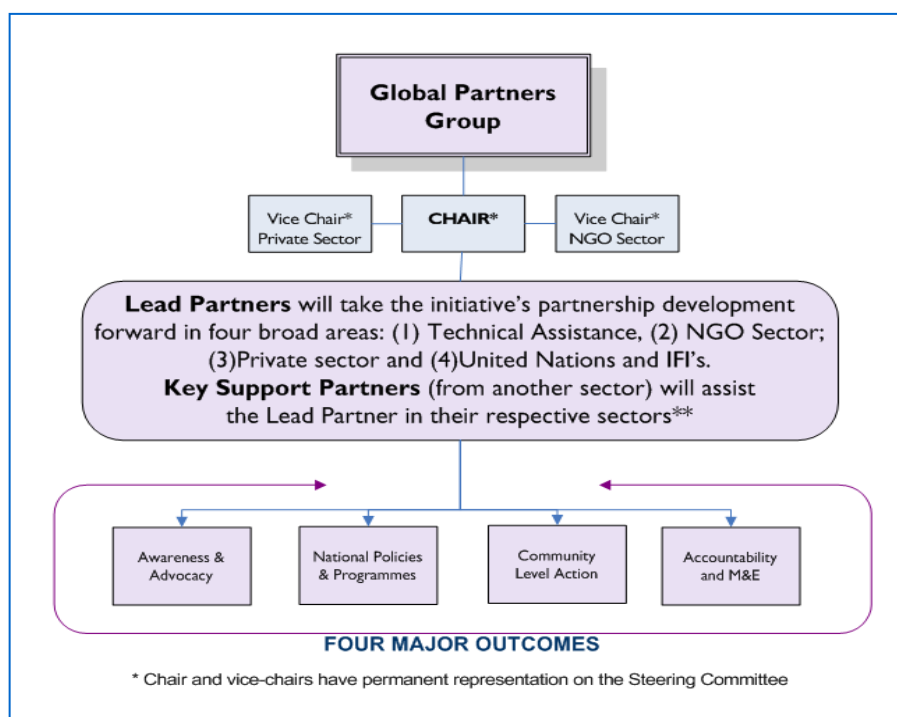 Global Partners
Group
Vice Chair*
Private Sector
CHAIR*
Vice Chair*
NGO Sector
Lead Partners will take the initiative's partnership development
forward in four broad areas: (1) Technical Assistance, (2) NGO Sector;
(3)Private sector and (4)United Nations and IFI's.
Key Support Partners (from another sector) will assist
the Lead Partner in their respective sectors**
Awareness &
Advocacy
National Policies
& Programmes
Community
Level Action
Accountability
and M&E
FOUR MAJOR OUTCOMES
* Chair and vice-chairs have permanent representation on the Steering Committee